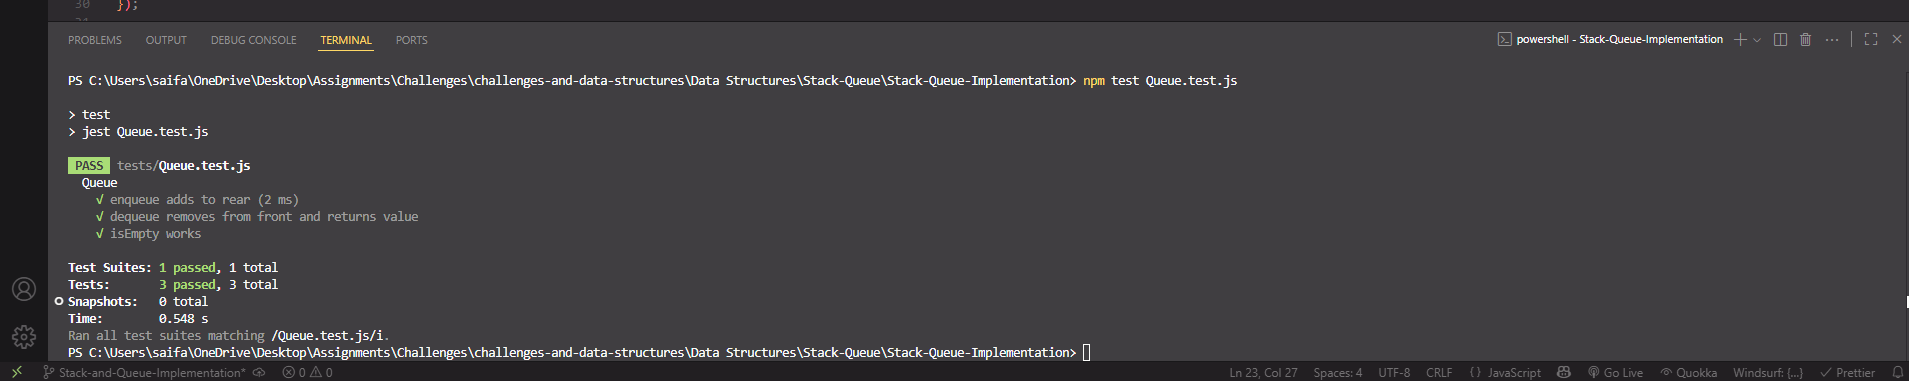 30 });
31
PROBLEMS OUTPUT DEBUG CONSOLE TERMINAL PORTS powershell - Stack-Queue-Implementation
PS C:\Users\saifa\OneDrive\Desktop\Assignments\Challenges\challenges-and-data-structures\Data Structures\Stack-Queue\Stack-Queue-Implementation> npm test Queue.test.js
> test
> jest Queue.test.js
PASS tests/Queue.test.js
Queue
√ enqueue adds to rear (2 ms)
√ dequeue removes from front and returns value
√ isEmpty works
Test Suites: 1 passed, 1 total
Tests: 3 passed, 3 total
Snapshots: 0 total
Time: 0.548 s
Ran all test suites matching /Queue.test.js/i.
PS C:\Users\saifa\OneDrive\Desktop\Assignments\Challenges\challenges-and-data-structures\Data Structures\Stack-Queue\Stack-Queue-Implementation>
Stack-and-Queue-Implementation* 0 0 Ln 23, Col 27 Spaces: 4 UTF-8 CRLF {} JavaScript Go Live Quokka Windsurf: {...} Prettier